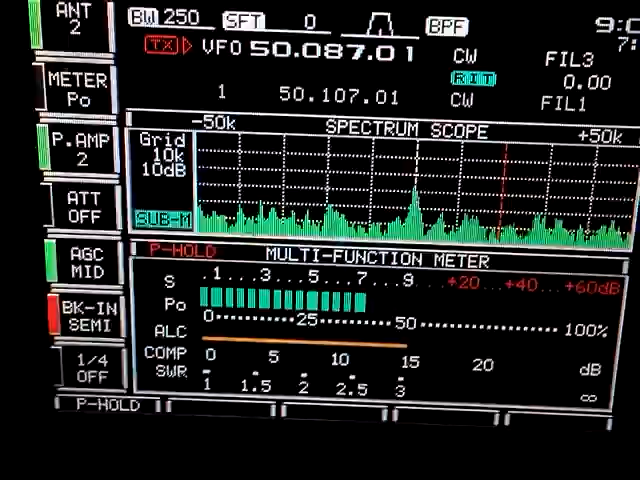 ANT 2
BW 250 SFT 0 BPF
TX VFO 50.087.01 CW FIL3
RIT 0.00
1 50.107.01 CW FIL1
METER Po
-50k SPECTRUM SCOPE +50k
P.AMP 2
Grid 10k 10dB
ATT OFF
SUB-M
P-HOLD MULTI-FUNCTION METER
AGC MID
S .1...3...5...7...9...+20...+40...+60dB
Po
0 25 50 100%
BK-IN SEMI
ALC
COMP 0 5 10 15 20 dB
SWR 1 1.5 2 2.5 3 ∞
1/4 OFF
P-HOLD